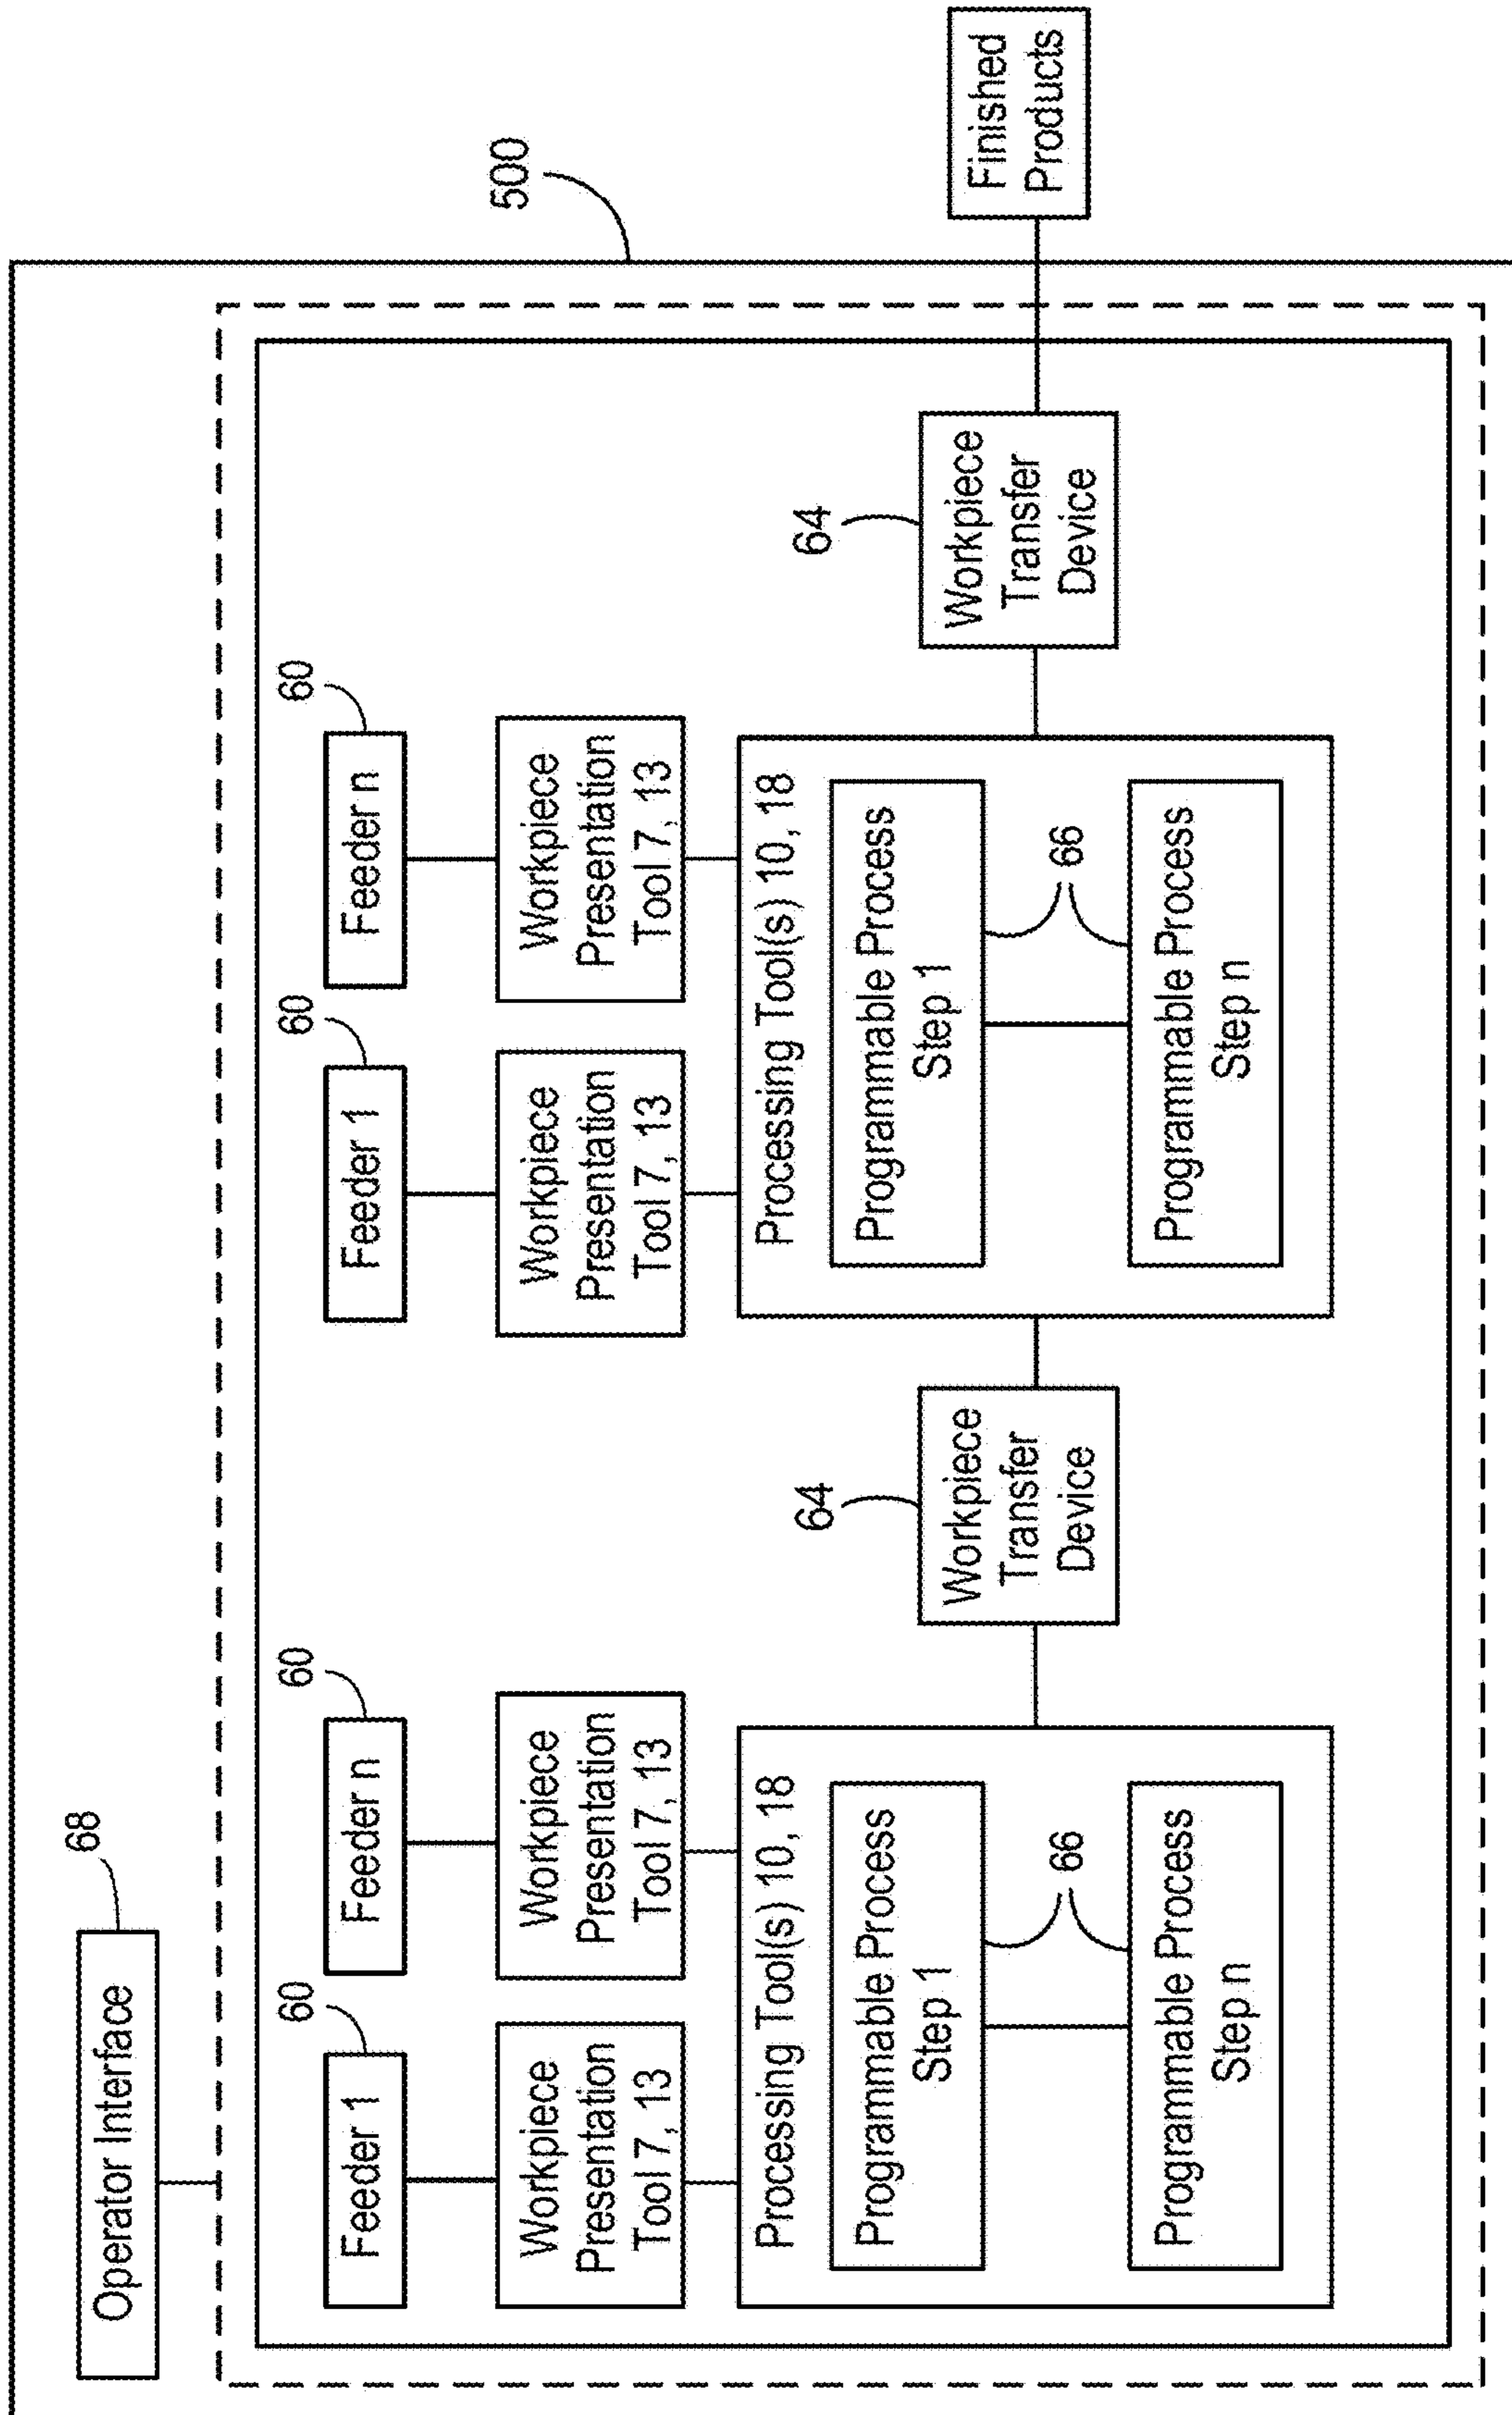 500
68
Operator Interface
60
60
60
60
Feeder 1
Feeder n
Feeder 1
Feeder n
Workpiece
Presentation
Tool 7, 13
Workpiece
Presentation
Tool 7, 13
Workpiece
Presentation
Tool 7, 13
Workpiece
Presentation
Tool 7, 13
Processing Tool(s) 10, 18
Programmable Process
Step 1
66
Programmable Process
Step n
64
Workpiece
Transfer
Device
Processing Tool(s) 10, 18
Programmable Process
Step 1
66
Programmable Process
Step n
64
Workpiece
Transfer
Device
Finished
Products